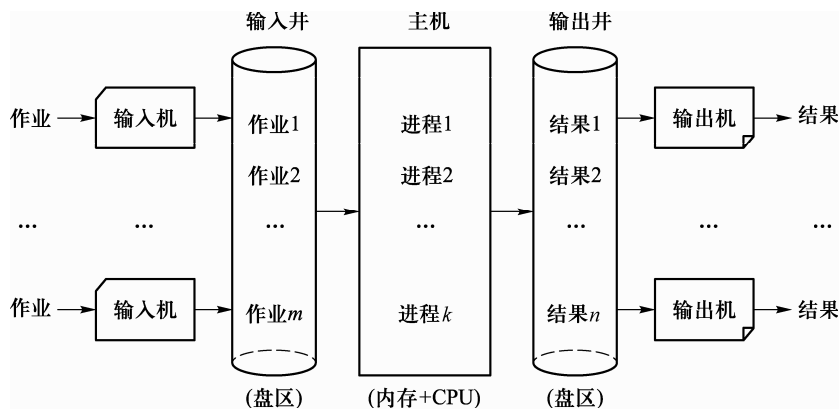 输入井 主机 输出井
作业 输入机 作业1 进程1 结果1 输出机 结果
作业2 进程2 结果2
... ... ... ... ... ... ...
作业 输入机 作业m 进程k 结果n 输出机 结果
(盘区) (内存+CPU) (盘区)